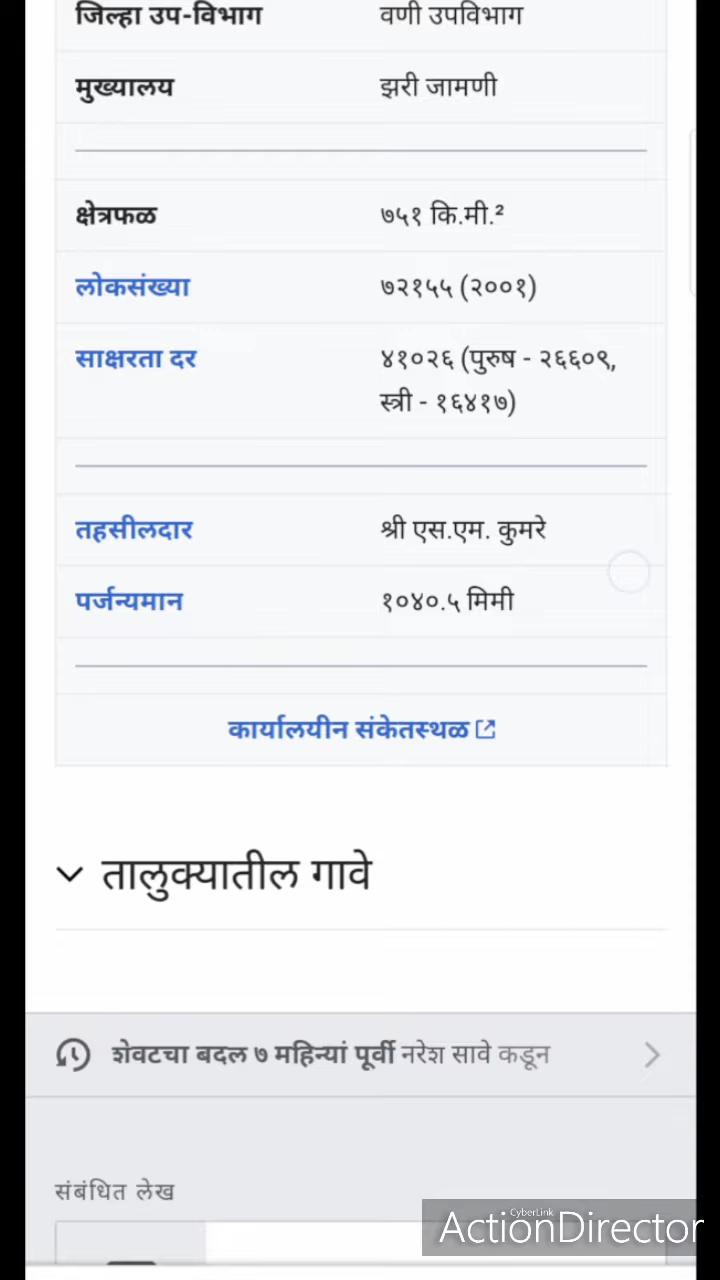 जिल्हा उप-विभाग वणी उपविभाग
मुख्यालय झरी जामणी
क्षेत्रफळ ७५१ कि.मी.²
लोकसंख्या ७२१५५ (२००१)
साक्षरता दर ४१०२६ (पुरुष - २६६०९,
स्त्री - १६४१७)
तहसीलदार श्री एस.एम. कुमरे
पर्जन्यमान १०४०.५ मिमी
कार्यालयीन संकेतस्थळ
तालुक्यातील गावे
शेवटचा बदल ७ महिन्यां पूर्वी नरेश सावे कडून
संबंधित लेख
CyberLink
ActionDirector